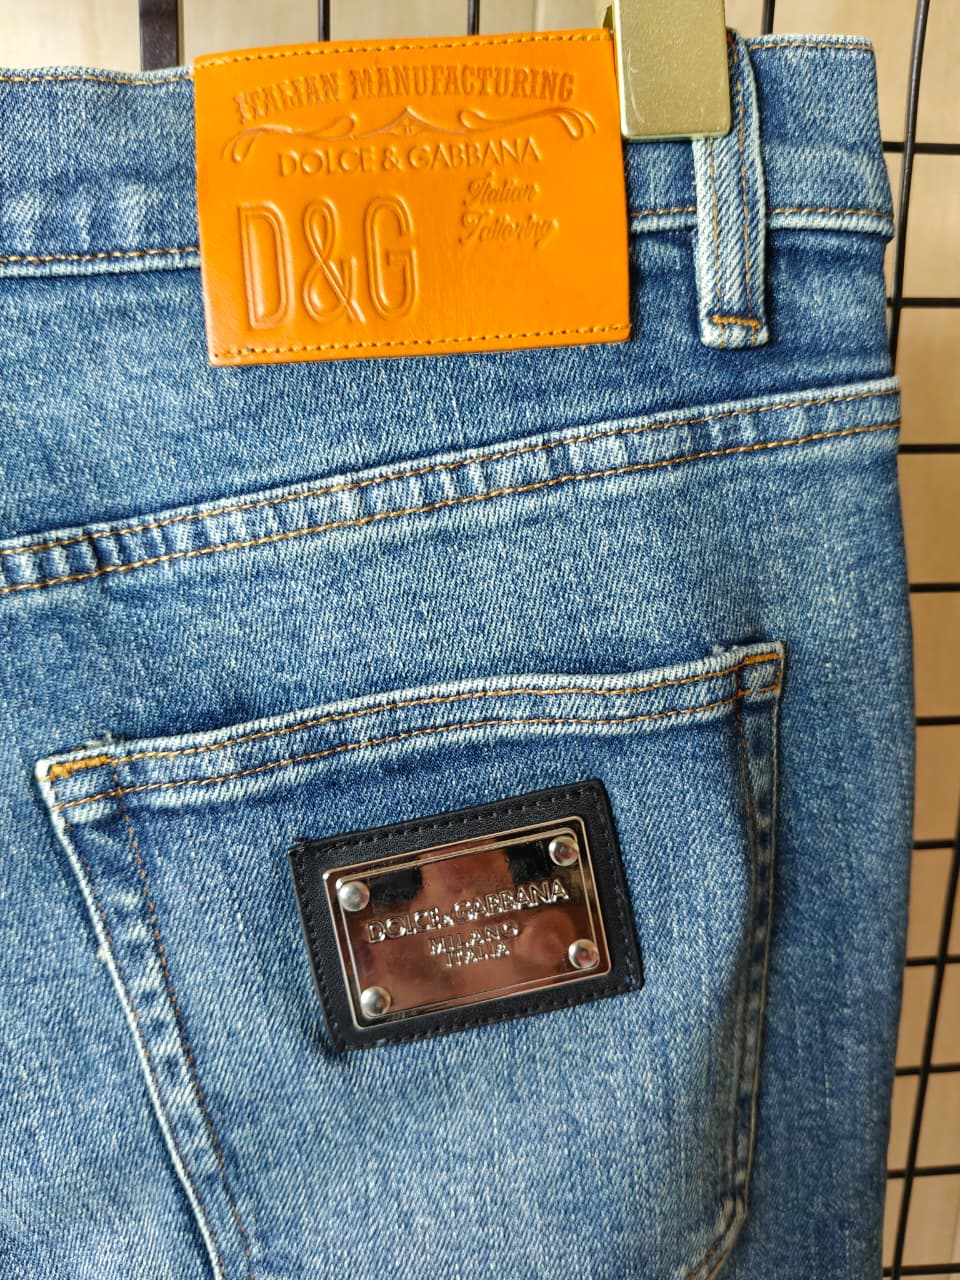 ITALIAN MANUFACTURING
DOLCE & GABBANA
D&G
Italian
Tailoring
DOLCE & GABBANA
MILANO
ITALIA